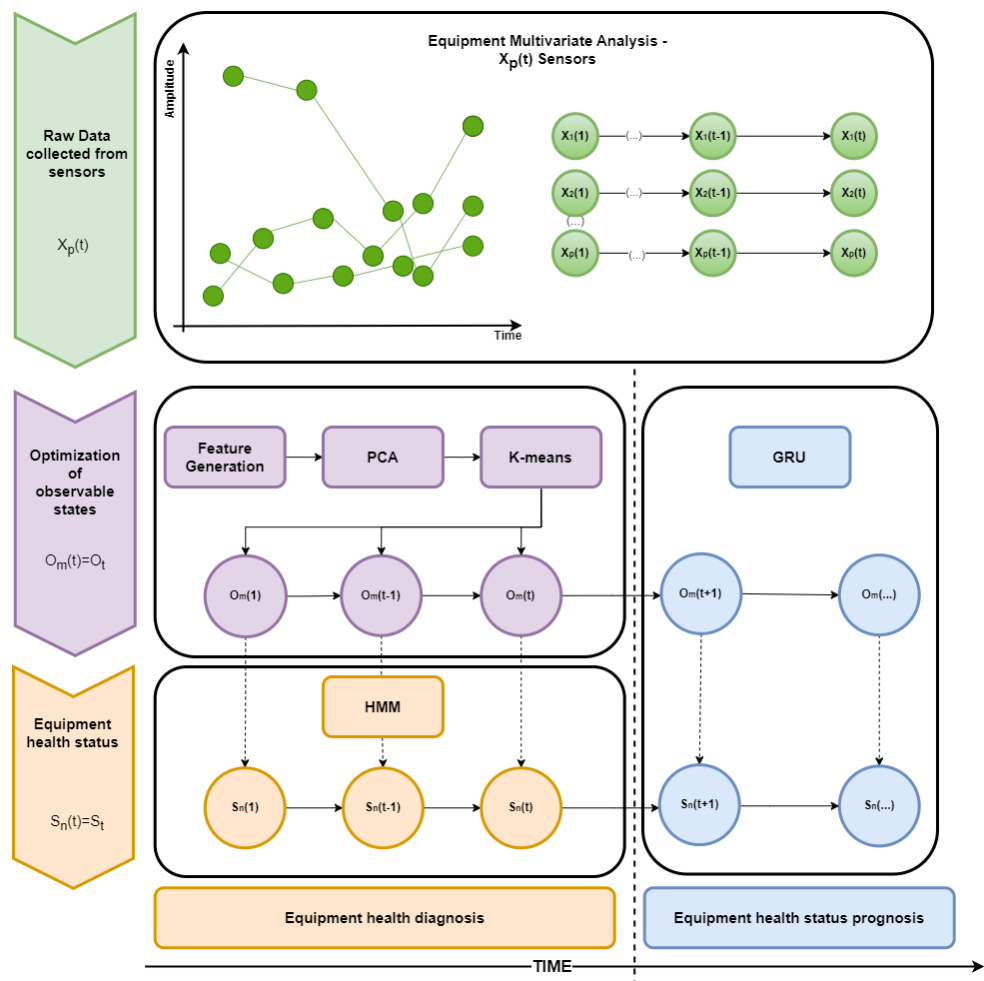 Raw Data
collected from
sensors
Xp(t)
Equipment Multivariate Analysis -
Xp(t) Sensors
Amplitude
Time
X1(1)
(...)
X1(t-1)
X1(t)
X2(1)
(...)
X2(t-1)
X2(t)
(...)
Xp(1)
(...)
Xp(t-1)
Xp(t)
Optimization
of
observable
states
Om(t)=Ot
Feature
Generation
PCA
K-means
GRU
Om(1)
Om(t-1)
Om(t)
Om(t+1)
Om(...)
Equipment
health status
Sn(t)=St
HMM
Sn(1)
Sn(t-1)
Sn(t)
Sn(t+1)
Sn(...)
Equipment health diagnosis
Equipment health status prognosis
TIME